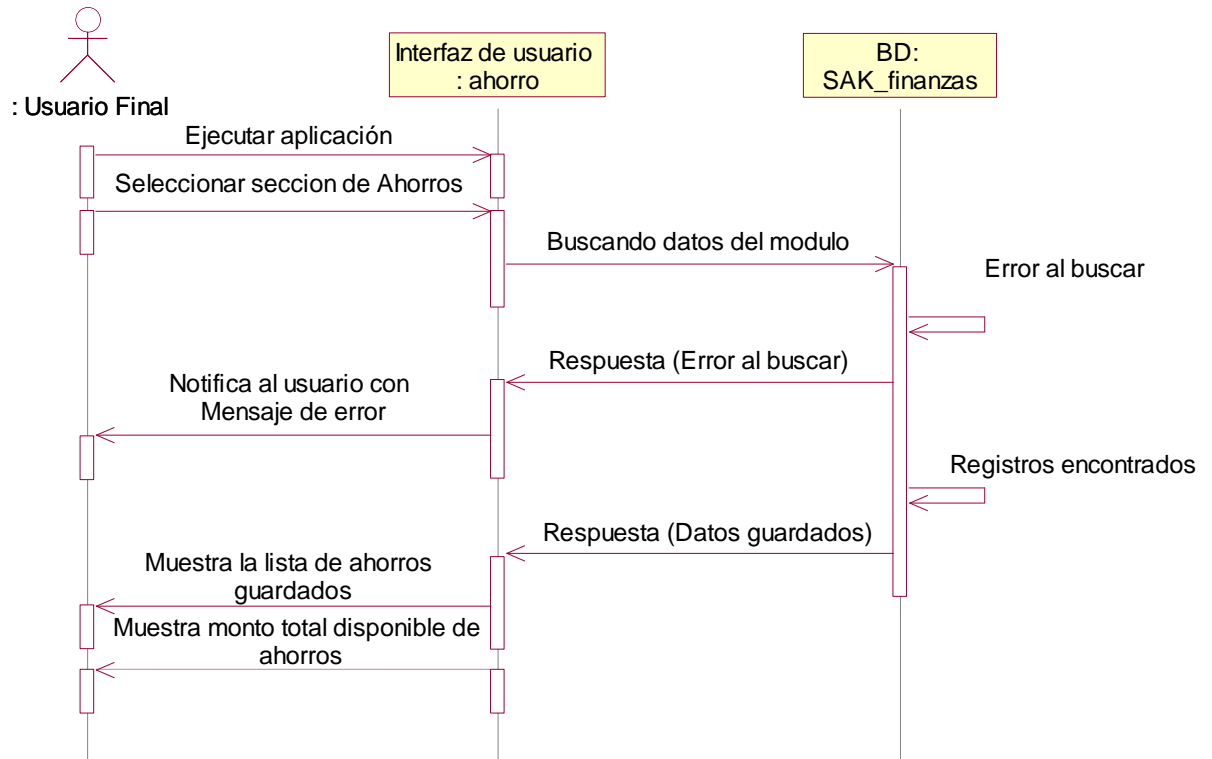 Interfaz de usuario
: ahorro
BD:
SAK_finanzas
: Usuario Final
Ejecutar aplicación
Seleccionar seccion de Ahorros
Buscando datos del modulo
Error al buscar
Respuesta (Error al buscar)
Notifica al usuario con
Mensaje de error
Registros encontrados
Respuesta (Datos guardados)
Muestra la lista de ahorros
guardados
Muestra monto total disponible de
ahorros